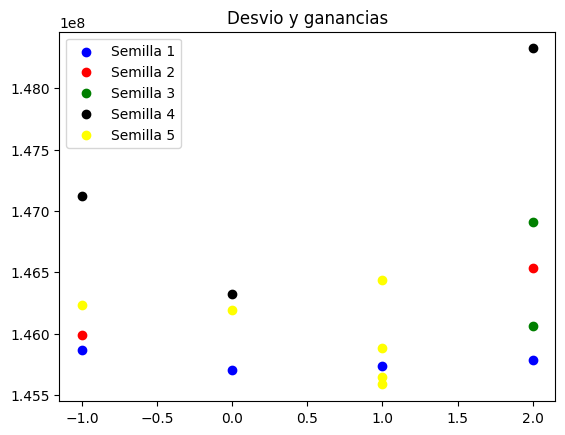 Desvio y ganancias
1e8
Semilla 1
Semilla 2
Semilla 3
Semilla 4
Semilla 5
1.480
1.475
1.470
1.465
1.460
1.455
−1.0 −0.5 0.0 0.5 1.0 1.5 2.0